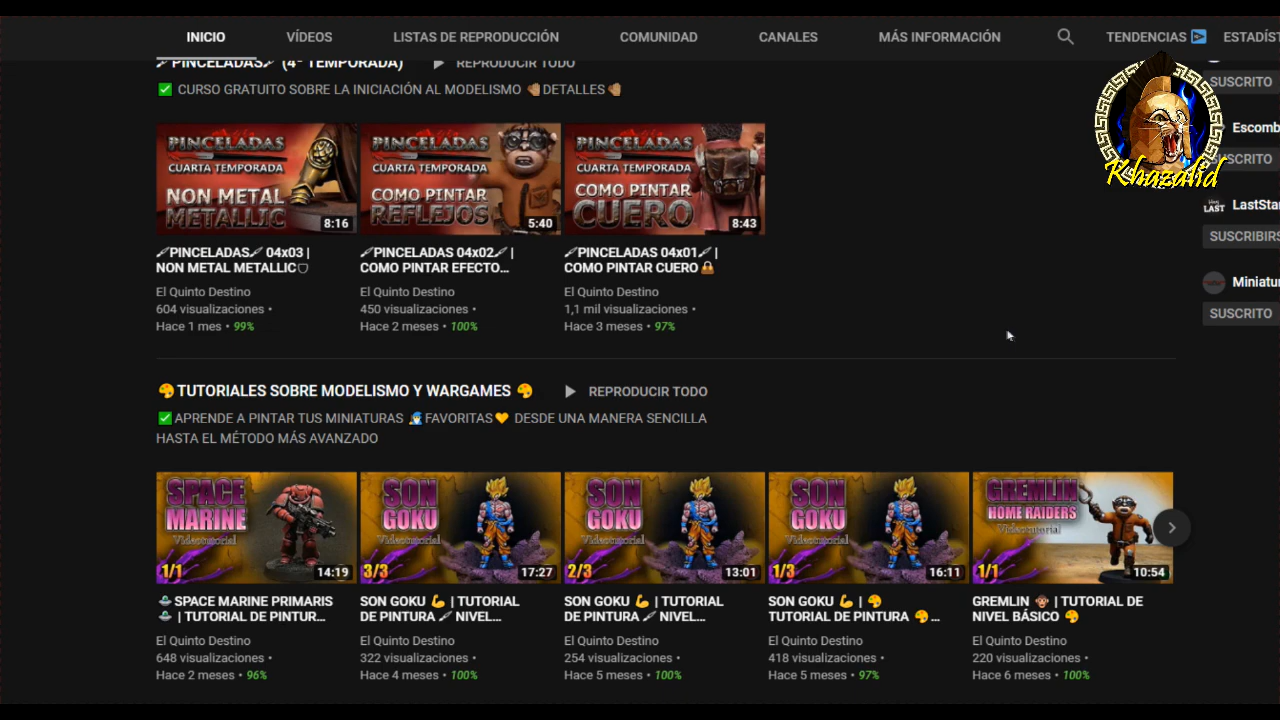 INICIO
VÍDEOS
LISTAS DE REPRODUCCIÓN
COMUNIDAD
CANALES
MÁS INFORMACIÓN
TENDENCIAS
ESTADÍST
PINCELADAS (4ª TEMPORADA)
REPRODUCIR TODO
✅ CURSO GRATUITO SOBRE LA INICIACIÓN AL MODELISMO 🤚🏽DETALLES🤚🏽
SUSCRITO
Khazalid
Escomb
SCRITO
LAST
LastStar
SUSCRIBIRS
Miniatur
SUSCRITO
PINCELADAS
CUARTA TEMPORADA
NON METAL
METALLIC
8:16
PINCELADAS
CUARTA TEMPORADA
COMO PINTAR
REFLEJOS
5:40
PINCELADAS
CUARTA TEMPORADA
COMO PINTAR
CUERO
8:43
🖌PINCELADAS🖌 04x03 |
NON METAL METALLIC🛡
El Quinto Destino
604 visualizaciones •
Hace 1 mes • 99%
🖌PINCELADAS 04x02🖌 |
COMO PINTAR EFECTO...
El Quinto Destino
450 visualizaciones •
Hace 2 meses • 100%
🖌PINCELADAS 04x01🖌 |
COMO PINTAR CUERO👜
El Quinto Destino
1,1 mil visualizaciones •
Hace 3 meses • 97%
🎨TUTORIALES SOBRE MODELISMO Y WARGAMES 🎨
REPRODUCIR TODO
✅APRENDE A PINTAR TUS MINIATURAS 🧙‍♂️FAVORITAS🧡 DESDE UNA MANERA SENCILLA
HASTA EL MÉTODO MÁS AVANZADO
SPACE
MARINE
Videotutorial
1/1
14:19
SON
GOKU
Videotutorial
3/3
17:27
SON
GOKU
Videotutorial
2/3
13:01
SON
GOKU
Videotutorial
1/3
16:11
GREMLIN
HOME RAIDERS
Videotutorial
1/1
10:54
🛸SPACE MARINE PRIMARIS
🛸 | TUTORIAL DE PINTUR...
El Quinto Destino
648 visualizaciones •
Hace 2 meses • 96%
SON GOKU 💪 | TUTORIAL
DE PINTURA 🖌 NIVEL...
El Quinto Destino
322 visualizaciones •
Hace 4 meses • 100%
SON GOKU 💪 | TUTORIAL
DE PINTURA 🖌 NIVEL...
El Quinto Destino
254 visualizaciones •
Hace 5 meses • 100%
SON GOKU 💪 | 🎨
TUTORIAL DE PINTURA 🎨...
El Quinto Destino
418 visualizaciones •
Hace 5 meses • 97%
GREMLIN 🐵 | TUTORIAL DE
NIVEL BÁSICO 🎨
El Quinto Destino
220 visualizaciones •
Hace 6 meses • 100%